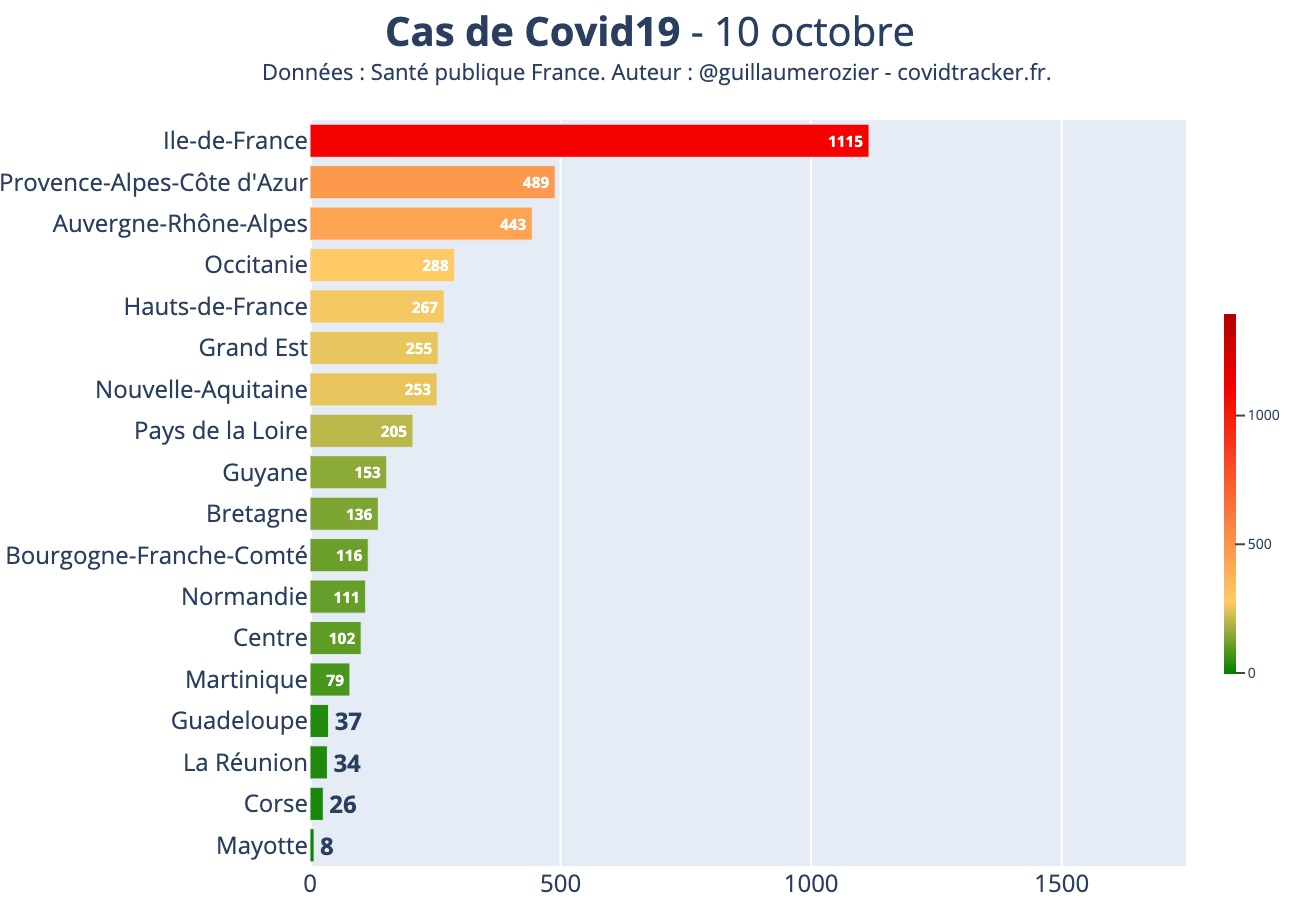 Cas de Covid19 - 10 octobre
Données : Santé publique France. Auteur : @guillaumerozier - covidtracker.fr.
Ile-de-France 1115
Provence-Alpes-Côte d'Azur 489
Auvergne-Rhône-Alpes 443
Occitanie 288
Hauts-de-France 267
Grand Est 255
Nouvelle-Aquitaine 253
Pays de la Loire 205
Guyane 153
Bretagne 136
Bourgogne-Franche-Comté 116
Normandie 111
Centre 102
Martinique 79
Guadeloupe 37
La Réunion 34
Corse 26
Mayotte 8
0 500 1000 1500
1000
500
0